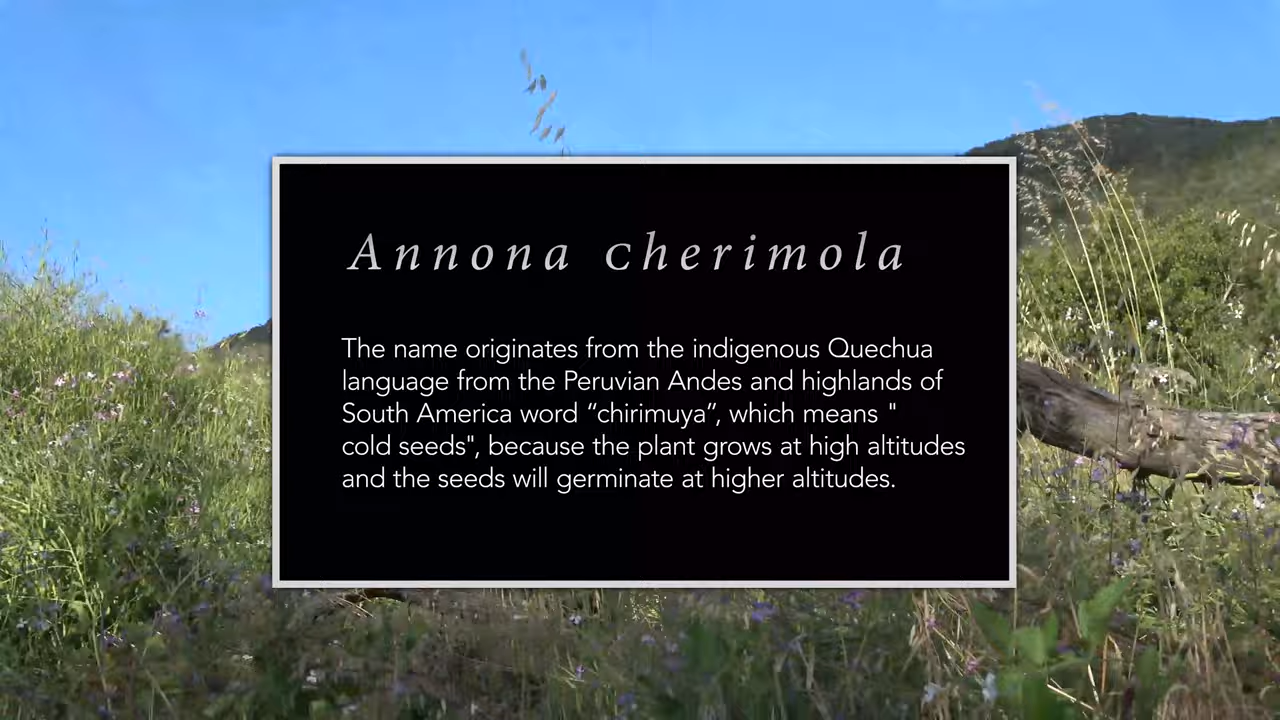 Annona cherimola
The name originates from the indigenous Quechua
language from the Peruvian Andes and highlands of
South America word “chirimuya”, which means "
cold seeds", because the plant grows at high altitudes
and the seeds will germinate at higher altitudes.